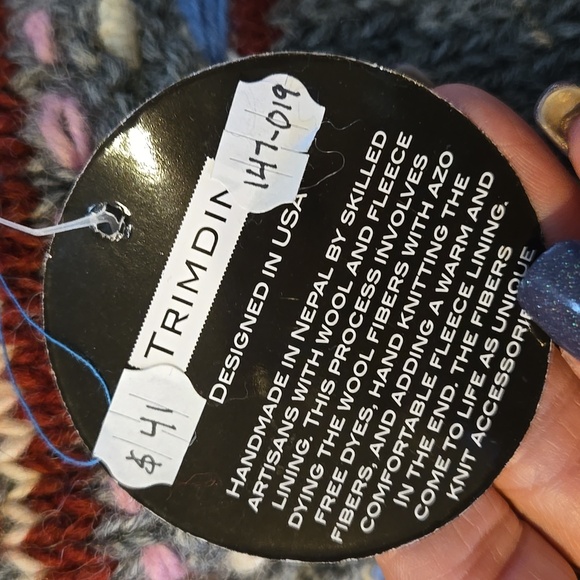 147-019
TRIMDIN
DESIGNED IN USA
$41
HANDMADE IN NEPAL BY SKILLED
ARTISANS WITH WOOL AND FLEECE
LINING. THIS PROCESS INVOLVES
DYING THE WOOL FIBERS WITH AZO
FREE DYES, HAND KNITTING THE
FIBERS, AND ADDING A WARM AND
COMFORTABLE FLEECE LINING.
IN THE END. THE FIBERS
COME TO LIFE AS UNIQUE
KNIT ACCESSORIE